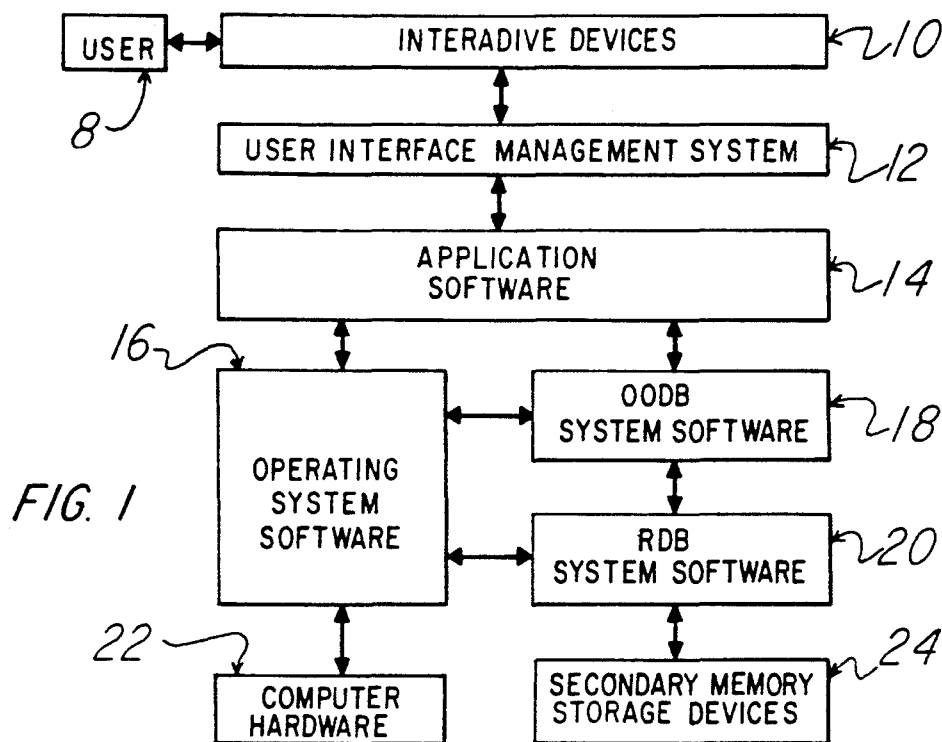 USER
INTERADIVE DEVICES
10
8
USER INTERFACE MANAGEMENT SYSTEM
12
APPLICATION
SOFTWARE
14
16
OODB
SYSTEM SOFTWARE
18
OPERATING
SYSTEM
SOFTWARE
FIG. 1
RDB
SYSTEM SOFTWARE
20
22
COMPUTER
HARDWARE
SECONDARY MEMORY
STORAGE DEVICES
24